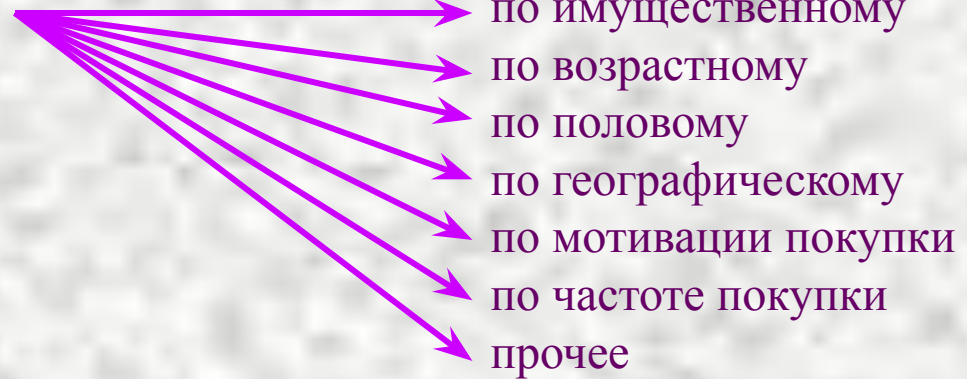 по имущественному
по возрастному
по половому
по географическому
по мотивации покупки
по частоте покупки
прочее